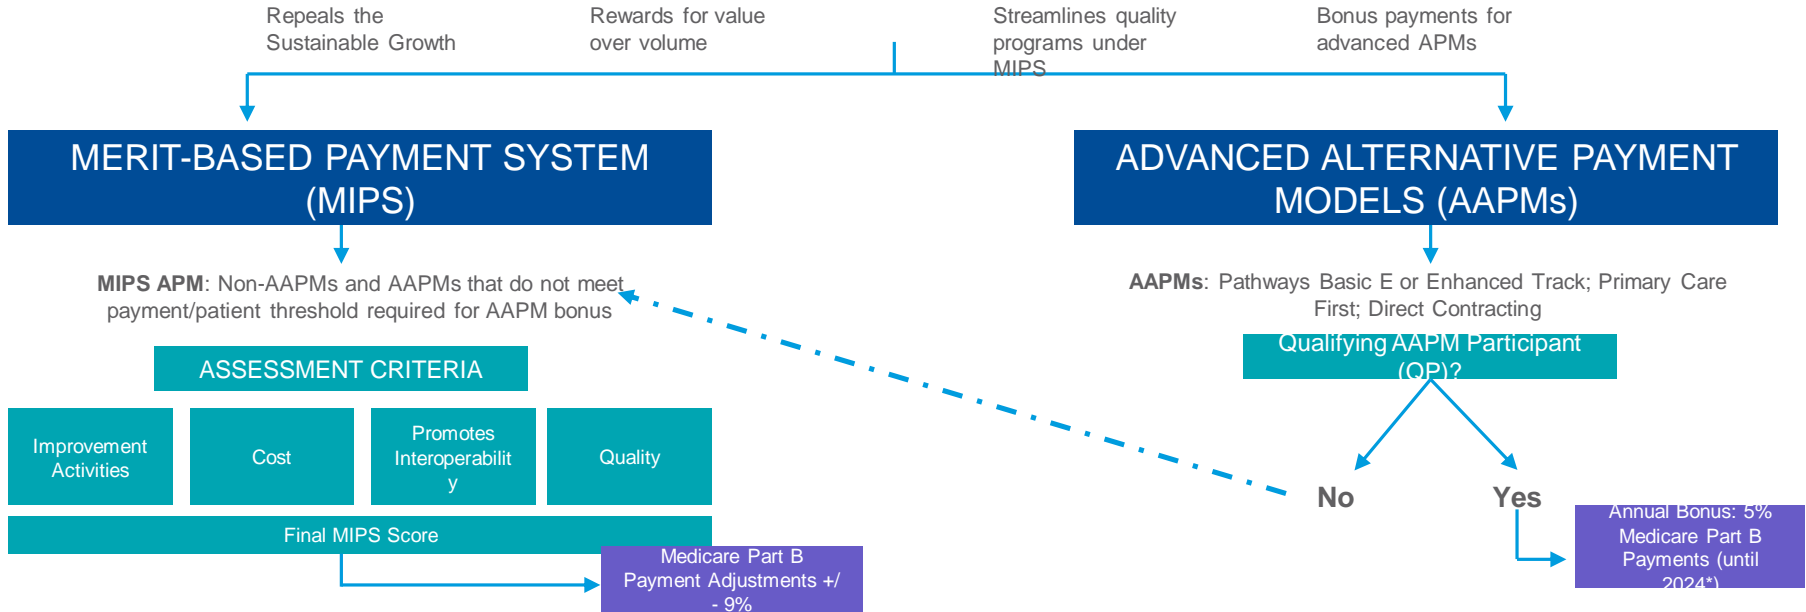 Repeals the
Sustainable Growth
Rewards for value
over volume
Streamlines quality
programs under
MIPS
Bonus payments for
advanced APMs
MERIT-BASED PAYMENT SYSTEM
(MIPS)
MIPS APM: Non-AAPMs and AAPMs that do not meet
payment/patient threshold required for AAPM bonus
ASSESSMENT CRITERIA
Improvement
Activities
Cost
Promotes
Interoperabilit
y
Quality
Final MIPS Score
Medicare Part B
Payment Adjustments +/
- 9%
ADVANCED ALTERNATIVE PAYMENT
MODELS (AAPMs)
AAPMs: Pathways Basic E or Enhanced Track; Primary Care
First; Direct Contracting
Qualifying AAPM Participant
(QP)?
No
Yes
Annual Bonus: 5%
Medicare Part B
Payments (until
2024*)